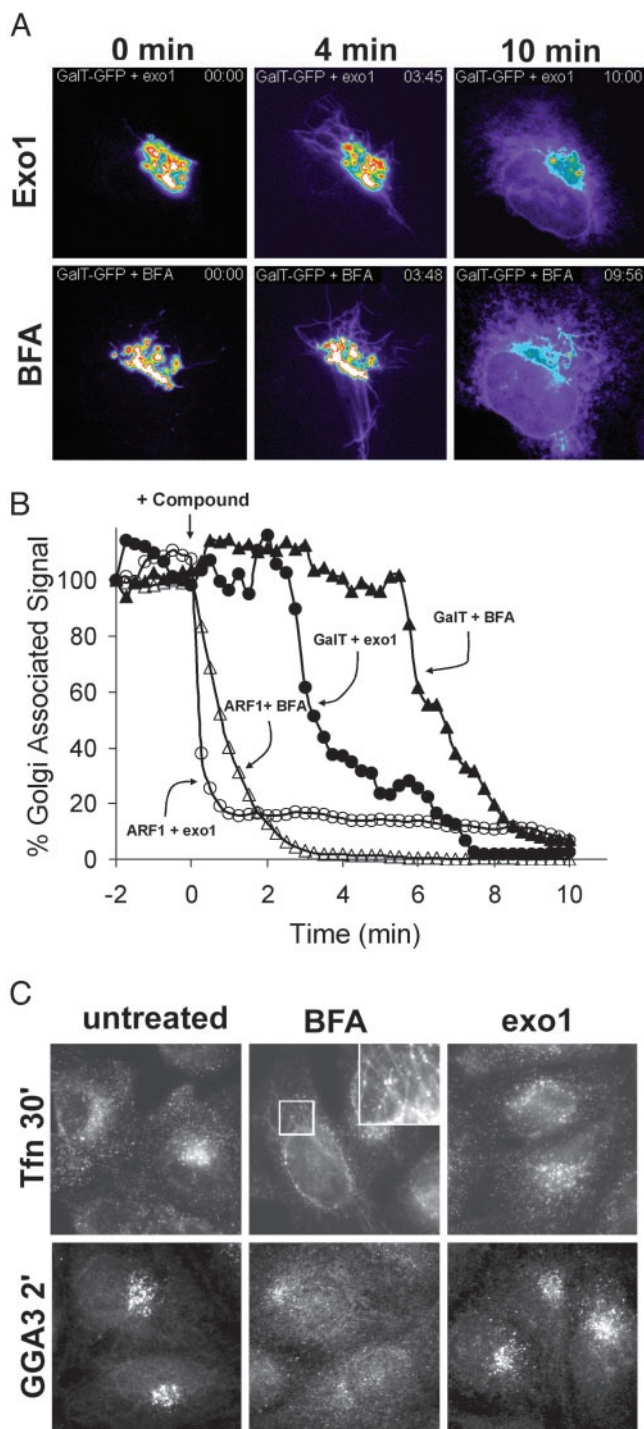 A
0 min 4 min 10 min
Exo1
GalT-GFP + exo1 00:00
GalT-GFP + exo1 03:45
GalT-GFP + exo1 10:00
BFA
GalT-GFP + BFA 00:00
GalT-GFP + BFA 03:48
GalT-GFP + BFA 09:56
B
+ Compound
% Golgi Associated Signal
100
80
60
40
20
0
GalT + exo1
GalT + BFA
ARF1+ BFA
ARF1 + exo1
-2 0 2 4 6 8 10
Time (min)
C
untreated BFA exo1
Tfn 30'
GGA3 2'